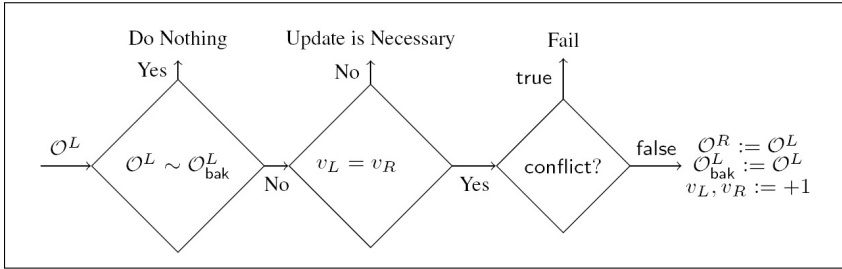 Do Nothing
Update is Necessary
Fail
Yes
No
true
𝒪^L
𝒪^L ∼ 𝒪^L_bak
No
v_L = v_R
Yes
conflict?
false
𝒪^R := 𝒪^L
𝒪^L_bak := 𝒪^L
v_L, v_R := +1